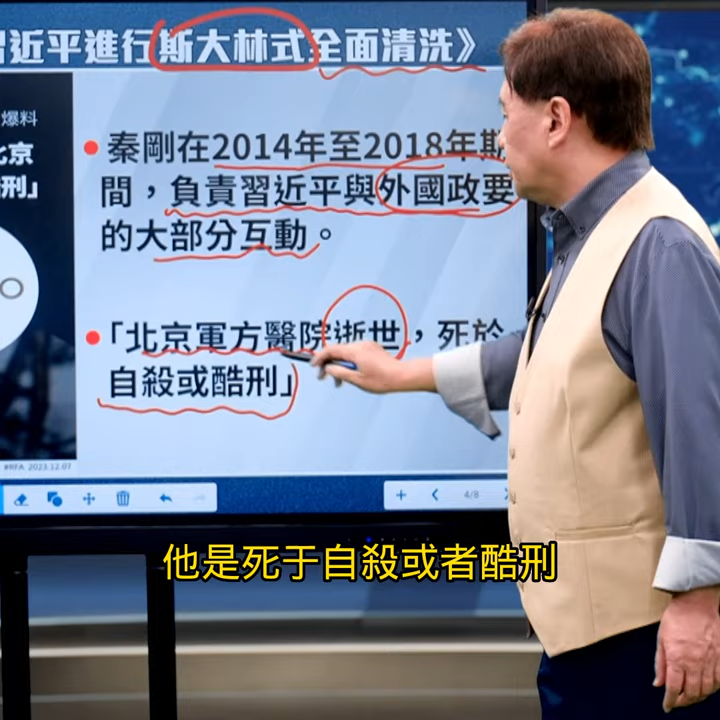 習近平進行斯大林式全面清洗》
爆料
北京
刑」
秦剛在2014年至2018年期
間，負責習近平與外國政要
的大部分互動。
「北京軍方醫院逝世，死於
自殺或酷刑」
O
#RFA 2023.12.07
4/8
他是死于自殺或者酷刑